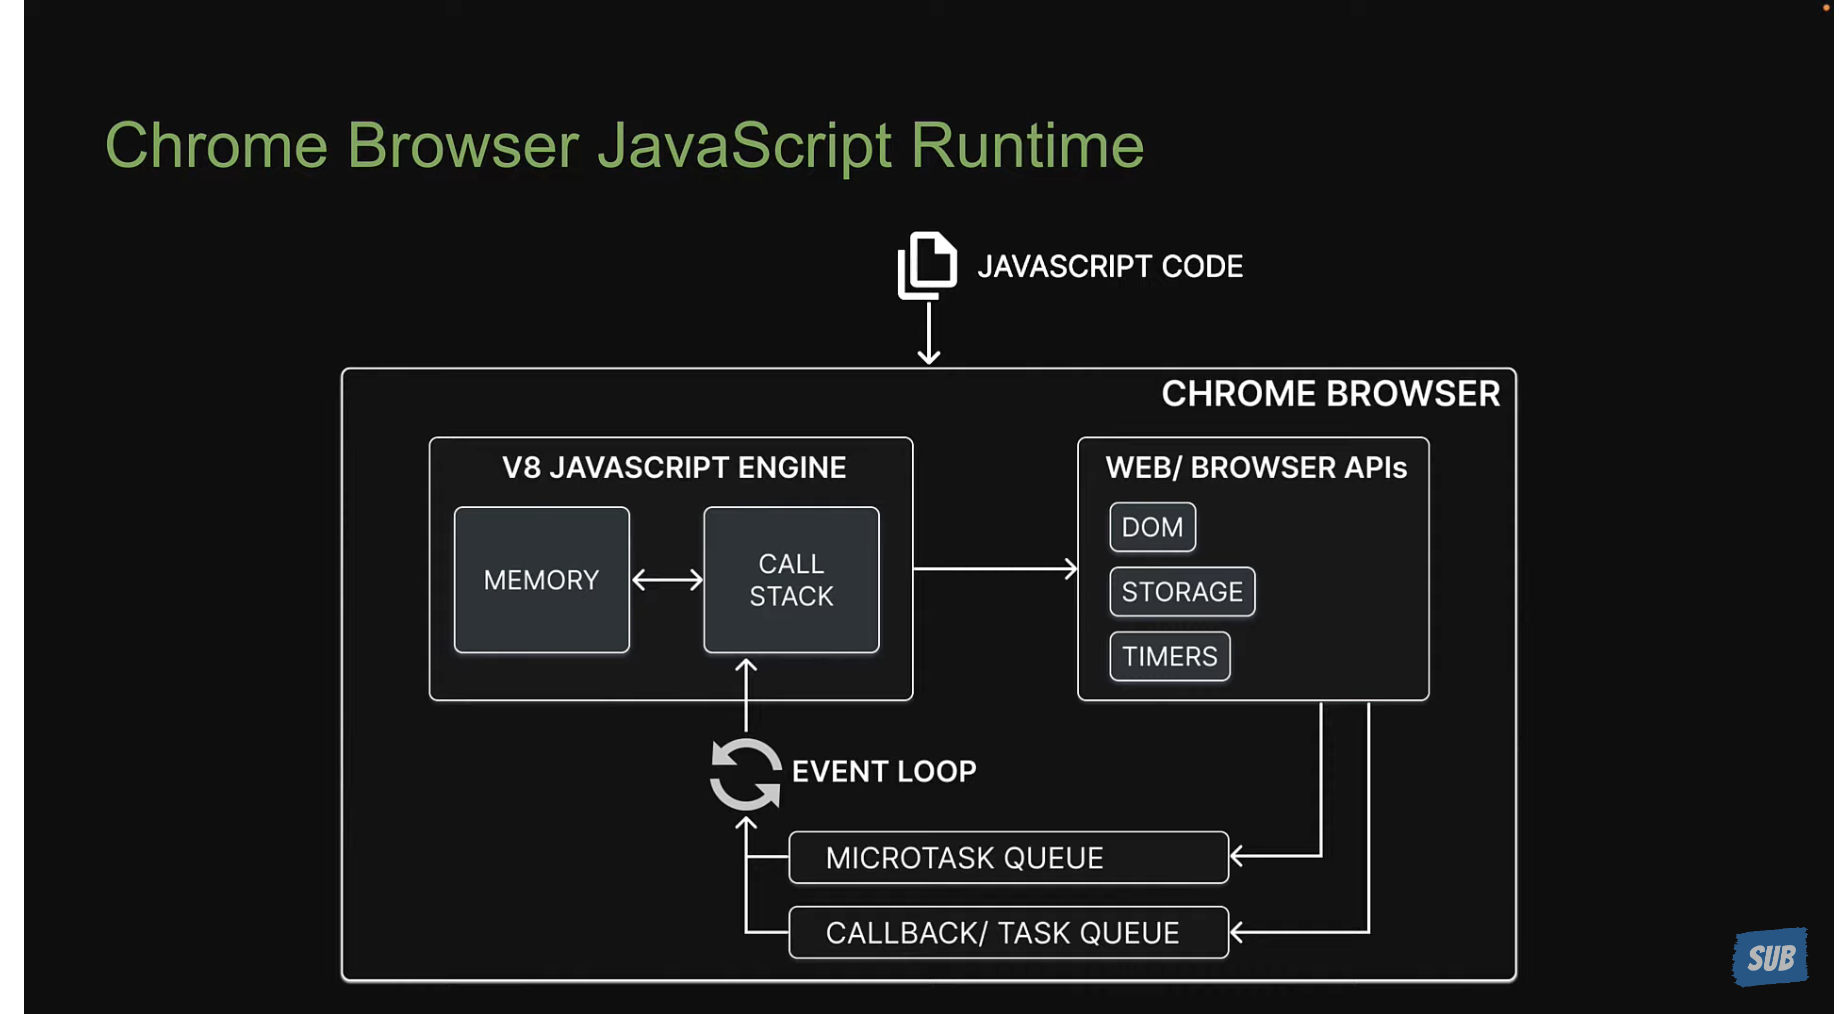 Chrome Browser JavaScript Runtime
JAVASCRIPT CODE
CHROME BROWSER
V8 JAVASCRIPT ENGINE
MEMORY
CALL
STACK
WEB/ BROWSER APIs
DOM
STORAGE
TIMERS
EVENT LOOP
MICROTASK QUEUE
CALLBACK/ TASK QUEUE
SUB